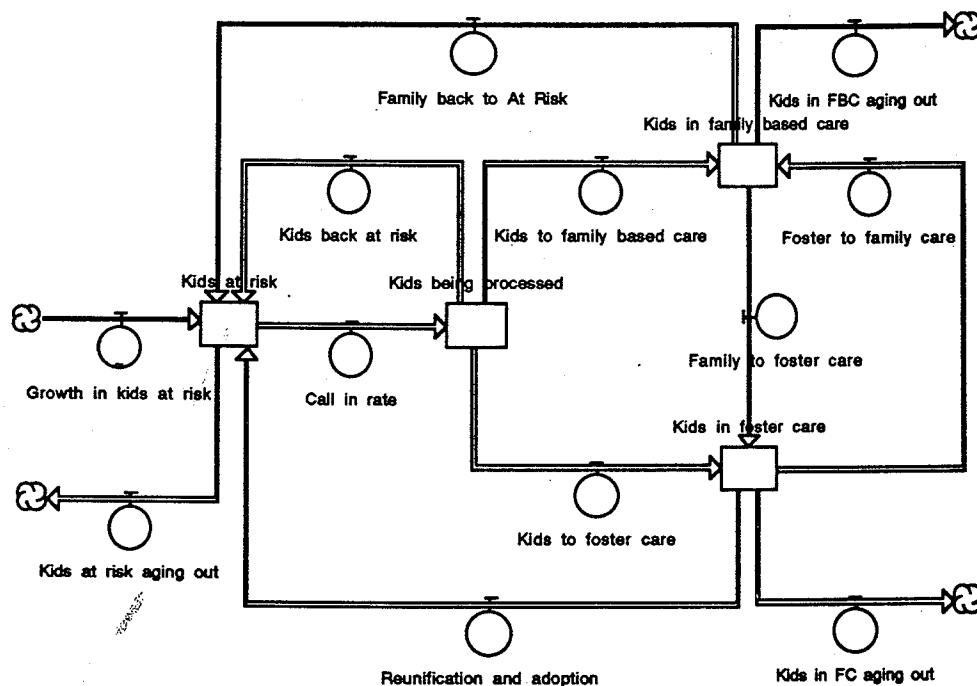 Family back to At Risk
Kids in FBC aging out
Kids in family based care
Kids back at risk
Kids to family based care
Foster to family care
Kids at risk
Kids being processed
Growth in kids at risk
Call in rate
Family to foster care
Kids in foster care
Kids to foster care
Kids at risk aging out
Reunification and adoption
Kids in FC aging out